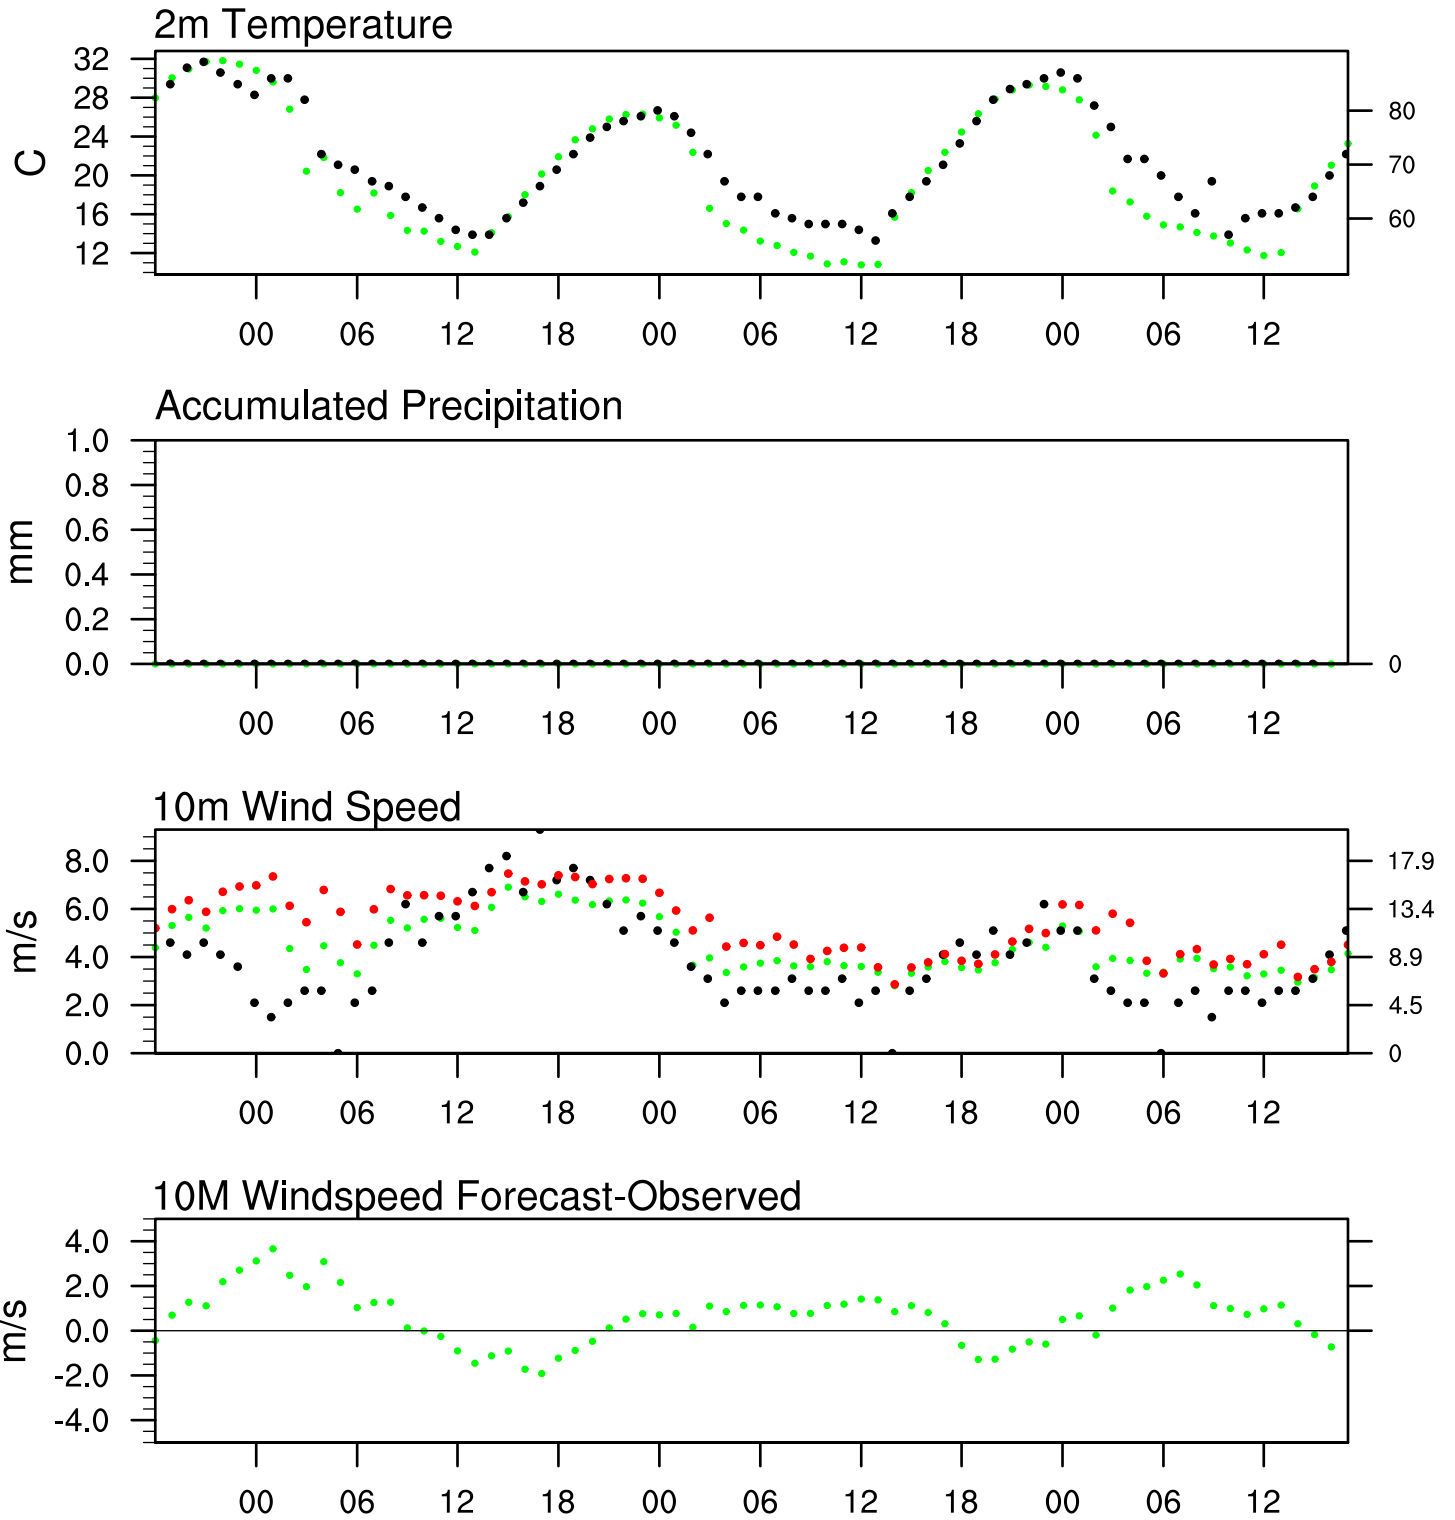 2m Temperature
32
28
24
20
16
12
C
80
70
60
00 06 12 18 00 06 12 18 00 06 12
Accumulated Precipitation
1.0
0.8
0.6
0.4
0.2
0.0
mm
0
00 06 12 18 00 06 12 18 00 06 12
10m Wind Speed
8.0
6.0
4.0
2.0
0.0
m/s
17.9
13.4
8.9
4.5
0
00 06 12 18 00 06 12 18 00 06 12
10M Windspeed Forecast-Observed
4.0
2.0
0.0
-2.0
-4.0
m/s
00 06 12 18 00 06 12 18 00 06 12